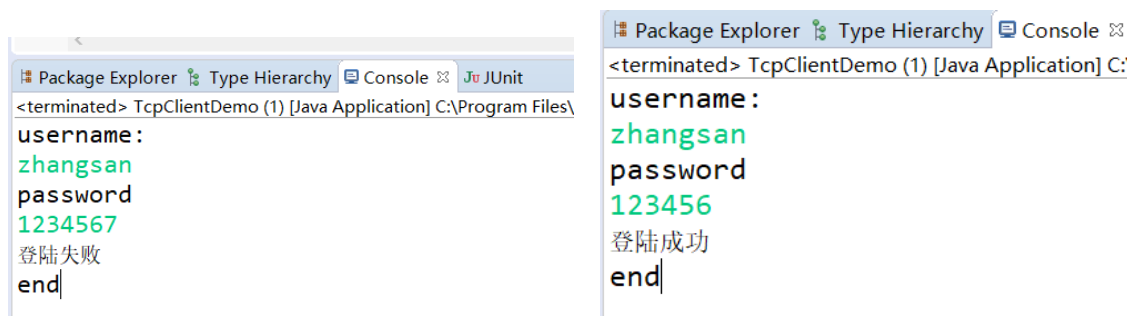 Package Explorer Type Hierarchy Console JUnit
<terminated> TcpClientDemo (1) [Java Application] C:\Program Files\
username:
zhangsan
password
1234567
登陆失败
end
Package Explorer Type Hierarchy Console
<terminated> TcpClientDemo (1) [Java Application] C:\
username:
zhangsan
password
123456
登陆成功
end